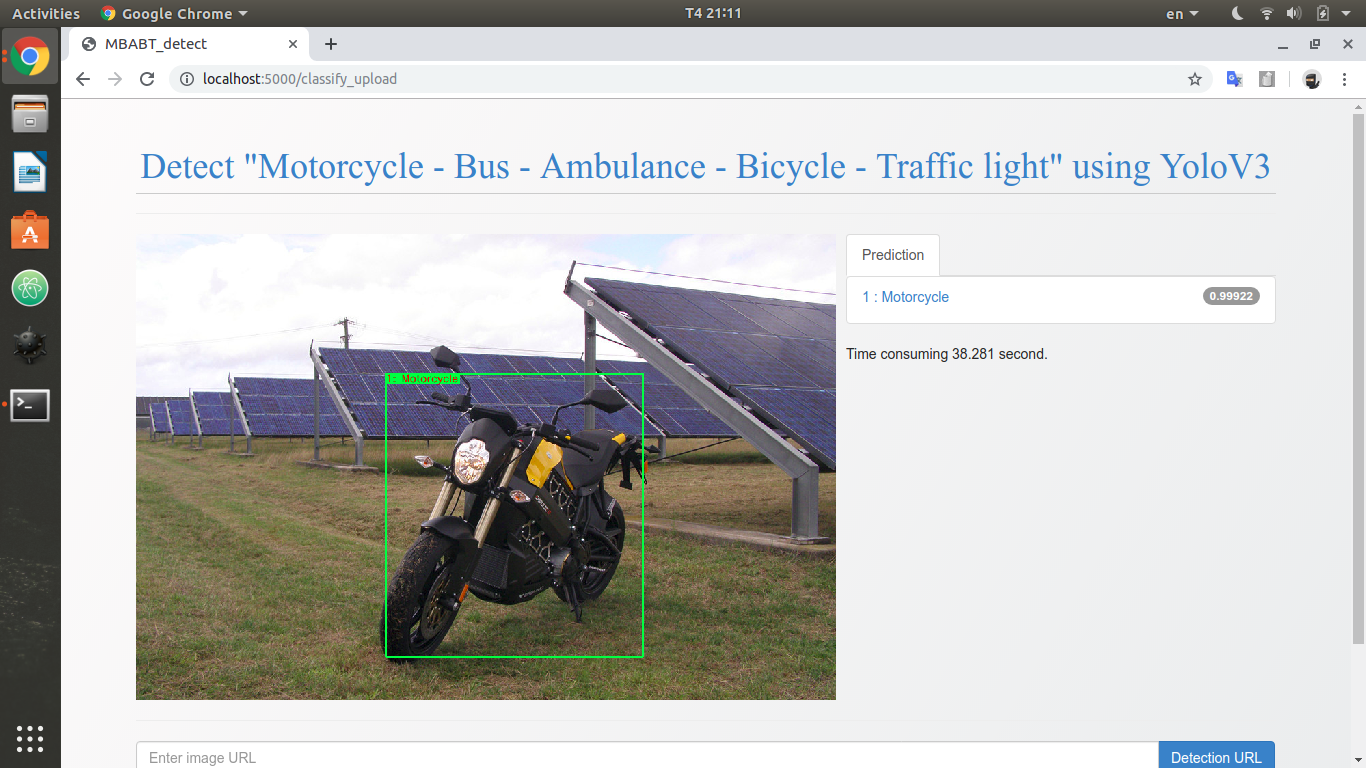 Activities
Google Chrome
T4 21:11
en
MBABT_detect
localhost:5000/classify_upload
Detect "Motorcycle - Bus - Ambulance - Bicycle - Traffic light" using YoloV3
Prediction
1 : Motorcycle
0.99922
Time consuming 38.281 second.
1: Motorcycle
Enter image URL
Detection URL